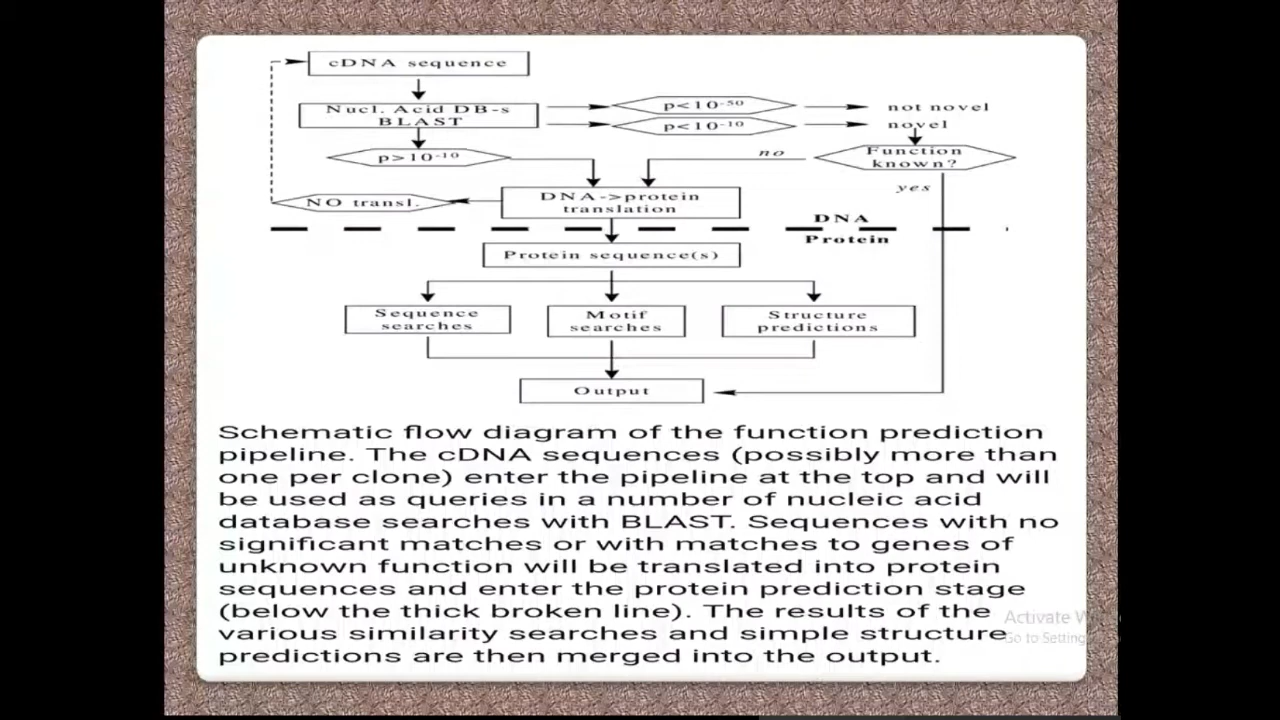 cDNA sequence
Nucl. Acid DB-s
BLAST
p<10-50
not novel
p<10-10
novel
p>10-10
no
Function
known?
yes
NO transl.
DNA->protein
translation
DNA
Protein
Protein sequence(s)
Sequence
searches
Motif
searches
Structure
predictions
Output
Schematic flow diagram of the function prediction
pipeline. The cDNA sequences (possibly more than
one per clone) enter the pipeline at the top and will
be used as queries in a number of nucleic acid
database searches with BLAST. Sequences with no
significant matches or with matches to genes of
unknown function will be translated into protein
sequences and enter the protein prediction stage
(below the thick broken line). The results of the
various similarity searches and simple structure
predictions are then merged into the output.
Activate W
Go to Setting